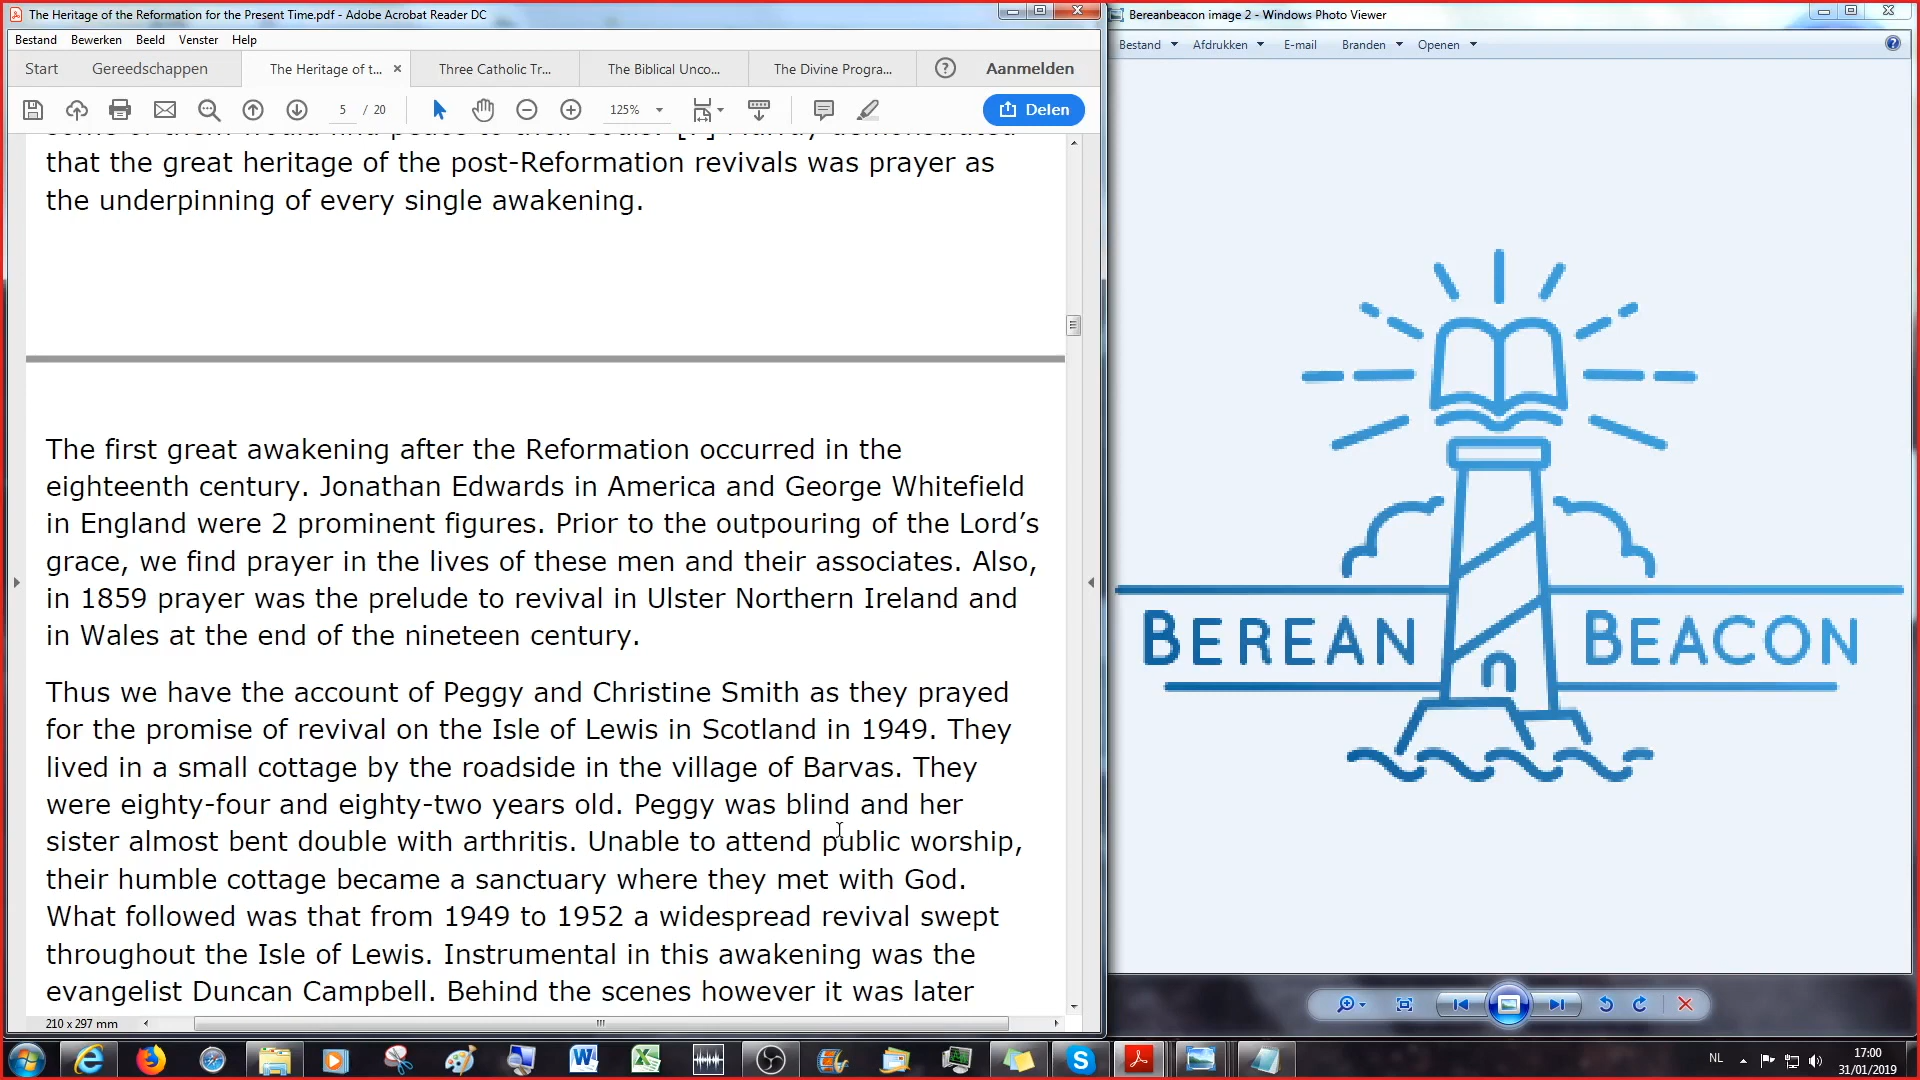 The Heritage of the Reformation for the Present Time.pdf - Adobe Acrobat Reader DC
Bestand Bewerken Beeld Venster Help
Start Gereedschappen The Heritage of t... × Three Catholic Tr... The Biblical Unco... The Divine Progra... ? Aanmelden
5 / 20 125% Delen
that the great heritage of the post-Reformation revivals was prayer as
the underpinning of every single awakening.
The first great awakening after the Reformation occurred in the
eighteenth century. Jonathan Edwards in America and George Whitefield
in England were 2 prominent figures. Prior to the outpouring of the Lord’s
grace, we find prayer in the lives of these men and their associates. Also,
in 1859 prayer was the prelude to revival in Ulster Northern Ireland and
in Wales at the end of the nineteen century.
Thus we have the account of Peggy and Christine Smith as they prayed
for the promise of revival on the Isle of Lewis in Scotland in 1949. They
lived in a small cottage by the roadside in the village of Barvas. They
were eighty-four and eighty-two years old. Peggy was blind and her
sister almost bent double with arthritis. Unable to attend public worship,
their humble cottage became a sanctuary where they met with God.
What followed was that from 1949 to 1952 a widespread revival swept
throughout the Isle of Lewis. Instrumental in this awakening was the
evangelist Duncan Campbell. Behind the scenes however it was later
210 x 297 mm
Bereanbeacon image 2 - Windows Photo Viewer
Bestand Afdrukken E-mail Branden Openen
BEREAN BEACON
NL 17:00
31/01/2019